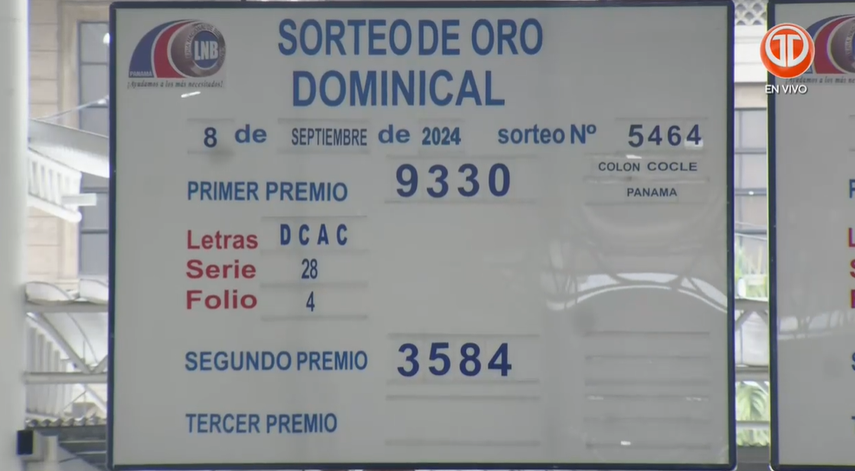 LNB
PANAMÁ
¡Ayudamos a los más necesitados!
SORTEO DE ORO
DOMINICAL
8 de SEPTIEMBRE de 2024 sorteo Nº 5464
PRIMER PREMIO 9330 COLON COCLE
PANAMA
Letras DCAC
Serie 28
Folio 4
SEGUNDO PREMIO 3584
TERCER PREMIO
EN VIVO